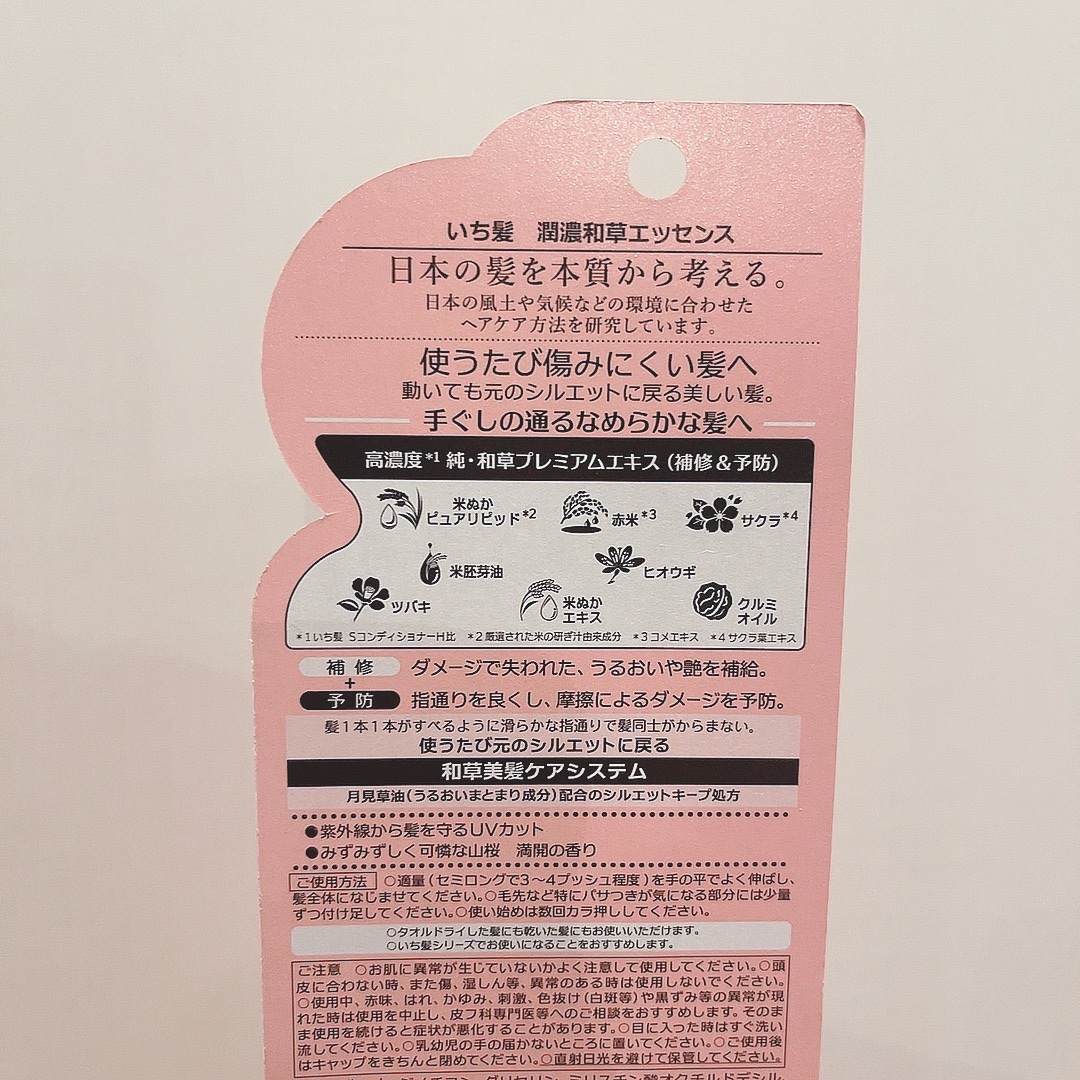 いち髪 潤濃和草エッセンス
日本の髪を本質から考える。
日本の風土や気候などの環境に合わせた
ヘアケア方法を研究しています。
使うたび傷みにくい髪へ
動いても元のシルエットに戻る美しい髪。
手ぐしの通るなめらかな髪へ
高濃度*1 純・和草プレミアムエキス(補修&予防)
米ぬか
ピュアリピッド*2
赤米*3
サクラ*4
米胚芽油
ヒオウギ
ツバキ
米ぬか
エキス
クルミ
オイル
*1いち髪 SコンディショナーH比 *2厳選された米の研ぎ汁由来成分 *3コメエキス *4サクラ葉エキス
補修 ダメージで失われた、うるおいや艶を補給。
+
予防 指通りを良くし、摩擦によるダメージを予防。
髪1本1本がすべるように滑らかな指通りで髪同士がからまない。
使うたび元のシルエットに戻る
和草美髪ケアシステム
月見草油(うるおいまとまり成分)配合のシルエットキープ処方
●紫外線から髪を守るUVカット
●みずみずしく可憐な山桜 満開の香り
ご使用方法 ○適量(セミロングで3〜4プッシュ程度)を手の平でよく伸ばし、
髪全体になじませてください。○毛先など特にパサつきが気になる部分には少量
ずつ付け足してください。○使い始めは数回カラ押ししてください。
○タオルドライした髪にも乾いた髪にもお使いいただけます。
○いち髪シリーズでお使いになることをおすすめします。
ご注意 ○お肌に異常が生じていないかよく注意して使用してください。○頭
皮に合わない時、また傷、湿しん等、異常のある時は使用しないでください。
○使用中、赤味、はれ、かゆみ、刺激、色抜け(白斑等)や黒ずみ等の異常が現
れた時は使用を中止し、皮フ科専門医等へのご相談をおすすめします。そのま
ま使用を続けると症状が悪化することがあります。○目に入った時はすぐ洗い
流してください。○乳幼児の手の届かないところに置いてください。○ご使用後
はキャップをきちんと閉めてください。○直射日光を避けて保管してください。